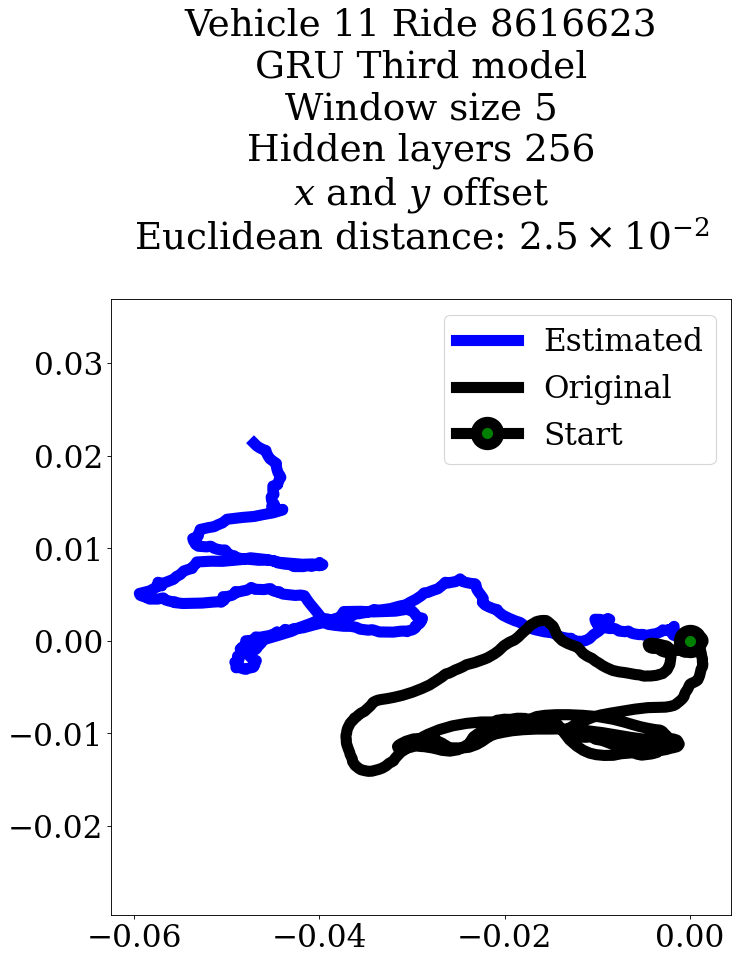 Vehicle 11 Ride 8616623
GRU Third model
Window size 5
Hidden layers 256
x and y offset
Euclidean distance: 2.5 × 10⁻²
Estimated
Original
Start
0.03
0.02
0.01
0.00
−0.01
−0.02
−0.06 −0.04 −0.02 0.00